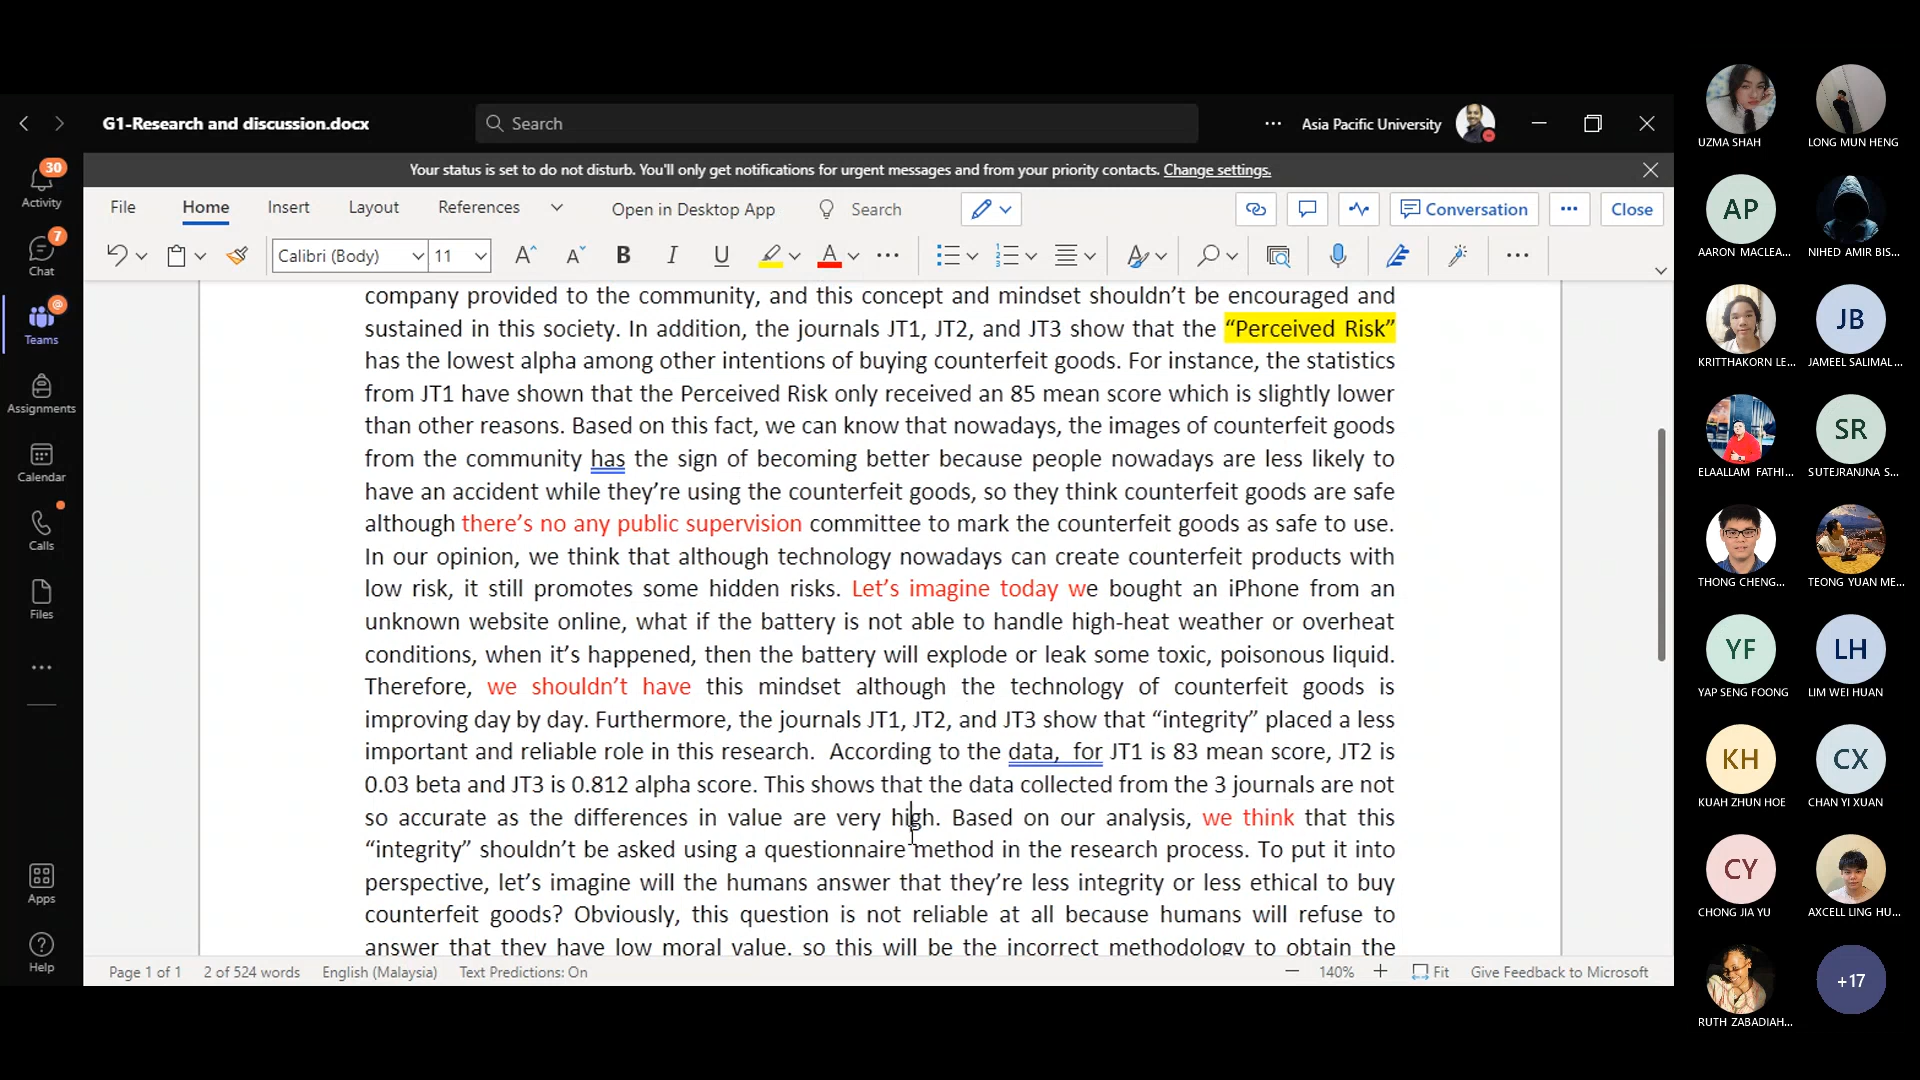 G1-Research and discussion.docx
Search
Asia Pacific University
Your status is set to do not disturb. You'll only get notifications for urgent messages and from your priority contacts. Change settings.
File
Home
Insert
Layout
References
Open in Desktop App
Search
Conversation
Close
Calibri (Body)
11
30
Activity
7
Chat
Teams
Assignments
Calendar
Calls
Files
Apps
Help
company provided to the community, and this concept and mindset shouldn't be encouraged and
sustained in this society. In addition, the journals JT1, JT2, and JT3 show that the “Perceived Risk”
has the lowest alpha among other intentions of buying counterfeit goods. For instance, the statistics
from JT1 have shown that the Perceived Risk only received an 85 mean score which is slightly lower
than other reasons. Based on this fact, we can know that nowadays, the images of counterfeit goods
from the community has the sign of becoming better because people nowadays are less likely to
have an accident while they’re using the counterfeit goods, so they think counterfeit goods are safe
although there’s no any public supervision committee to mark the counterfeit goods as safe to use.
In our opinion, we think that although technology nowadays can create counterfeit products with
low risk, it still promotes some hidden risks. Let’s imagine today we bought an iPhone from an
unknown website online, what if the battery is not able to handle high-heat weather or overheat
conditions, when it’s happened, then the battery will explode or leak some toxic, poisonous liquid.
Therefore, we shouldn’t have this mindset although the technology of counterfeit goods is
improving day by day. Furthermore, the journals JT1, JT2, and JT3 show that “integrity” placed a less
important and reliable role in this research.  According to the data,  for JT1 is 83 mean score, JT2 is
0.03 beta and JT3 is 0.812 alpha score. This shows that the data collected from the 3 journals are not
so accurate as the differences in value are very high. Based on our analysis, we think that this
“integrity” shouldn’t be asked using a questionnaire method in the research process. To put it into
perspective, let’s imagine will the humans answer that they’re less integrity or less ethical to buy
counterfeit goods? Obviously, this question is not reliable at all because humans will refuse to
answer that they have low moral value, so this will be the incorrect methodology to obtain the
Page 1 of 1
2 of 524 words
English (Malaysia)
Text Predictions: On
140%
Fit
Give Feedback to Microsoft
UZMA SHAH
LONG MUN HENG
AP
AARON MACLEA...
NIHED AMIR BIS...
KRITTHAKORN LE...
JB
JAMEEL SALIMAL...
ELAALLAM FATHI...
SR
SUTEJRANJNA S...
THONG CHENG...
TEONG YUAN ME...
YF
YAP SENG FOONG
LH
LIM WEI HUAN
KH
KUAH ZHUN HOE
CX
CHAN YI XUAN
CY
CHONG JIA YU
AXCELL LING HU...
RUTH ZABADIAH...
+17